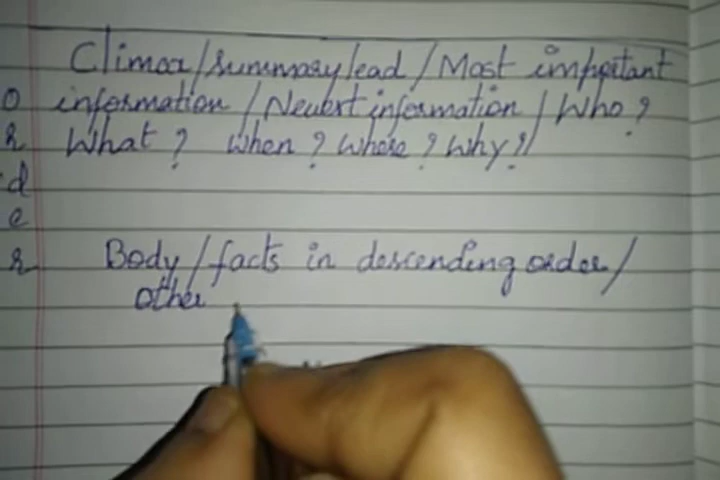 Climax/summary lead / Most important
information / Newest information / Who?
What? When? Where? Why?/
Body/facts in descending order/
other
o
r
d
e
r